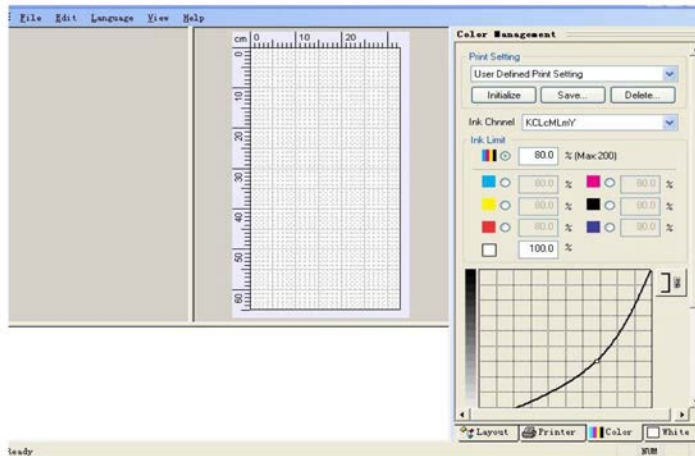 File Edit Language View Help
cm 0 10 20
0
10
20
30
40
50
60
Color Management
Print Setting
User Defined Print Setting
Initialize Save... Delete...
Ink Chnnel KCLcMLmY
Ink Limit
80.0 % (Max:200)
80.0 % 80.0 %
80.0 % 80.0 %
80.0 % 80.0 %
100.0 %
Layout Printer Color White
Ready NUM